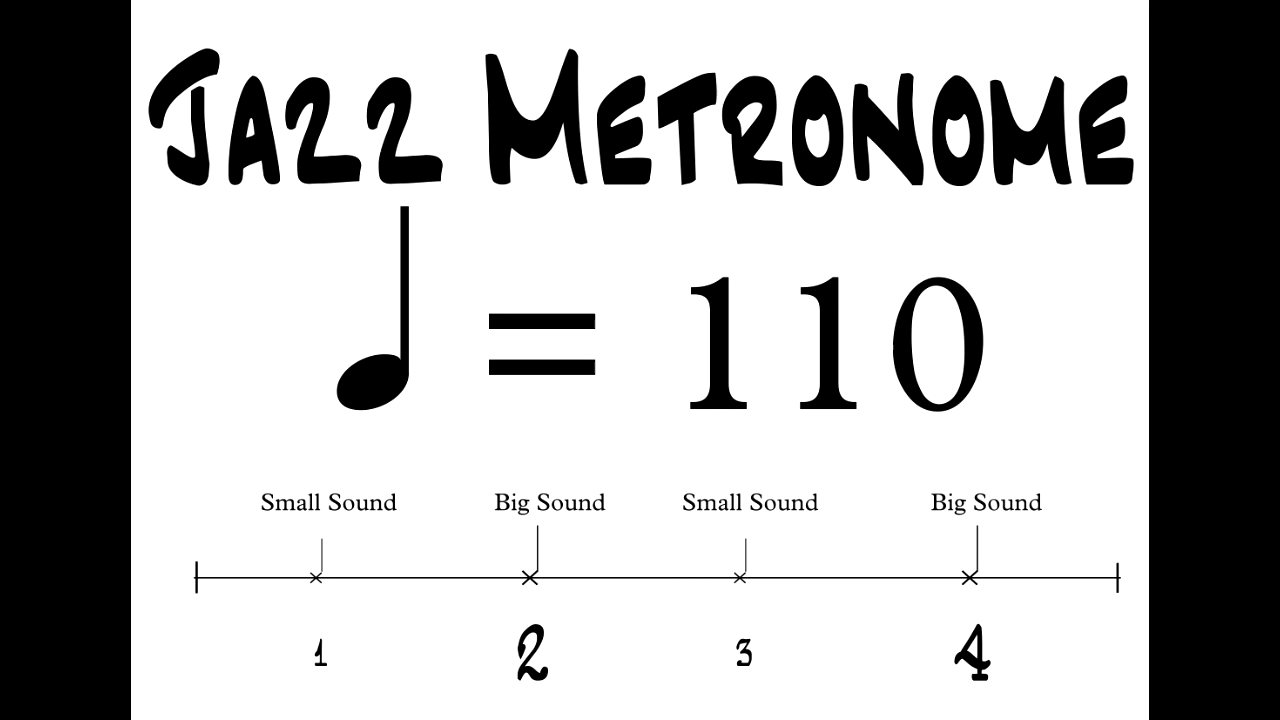 Jazz Metronome
♩ = 110
Small Sound Big Sound Small Sound Big Sound
1 2 3 4